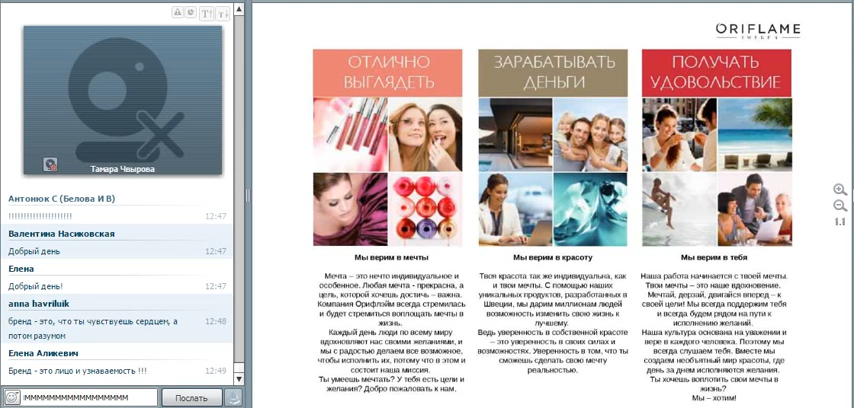 Тамара Чвырова
Антонюк С (Белова И В)
!!!!!!!!!!!!!!!!!!!!!! 12:47
Валентина Насиковская
Добрый день 12:47
Елена
Добрый день! 12:47
anna havriluik
бренд - это, что ты чувствуешь сердцем, а 12:48
потом разумом
Елена Аликевич
Бренд - это лицо и узнаваемость !!! 12:49
Послать
ORIFLAME
SWEDEN
ОТЛИЧНО
ВЫГЛЯДЕТЬ
Мы верим в мечты
Мечта – это нечто индивидуальное и
особенное. Любая мечта - прекрасна, а
цель, которой хочешь достичь – важна.
Компания Орифлэйм всегда стремилась
и будет стремиться воплощать мечты в
жизнь.
Каждый день люди по всему миру
вдохновляют нас своими желаниями, и
мы с радостью делаем все возможное,
чтобы исполнить их, потому что в этом и
состоит наша миссия.
Ты умеешь мечтать? У тебя есть цели и
желания? Добро пожаловать к нам.
ЗАРАБАТЫВАТЬ
ДЕНЬГИ
Мы верим в красоту
Твоя красота так же индивидуальна, как
и твои мечты. С помощью наших
уникальных продуктов, разработанных в
Швеции, мы дарим миллионам людей
возможность изменить свою жизнь к
лучшему.
Ведь уверенность в собственной красоте
– это уверенность в своих силах и
возможностях. Уверенность в том, что ты
сможешь сделать свою мечту
реальностью.
ПОЛУЧАТЬ
УДОВОЛЬСТВИЕ
Мы верим в тебя
Наша работа начинается с твоей мечты.
Твои мечты – это наше вдохновение.
Мечтай, дерзай, двигайся вперед – к
своей цели! Мы всегда поддержим тебя
и всегда будем рядом на пути к
исполнению желаний.
Наша культура основана на уважении и
вере в каждого человека. Поэтому мы
всегда слушаем тебя. Вместе мы
создаем необъятный мир красоты, где
день за днем исполняются желания.
Ты хочешь воплотить свои мечты в
жизнь?
Мы – хотим!
1:1